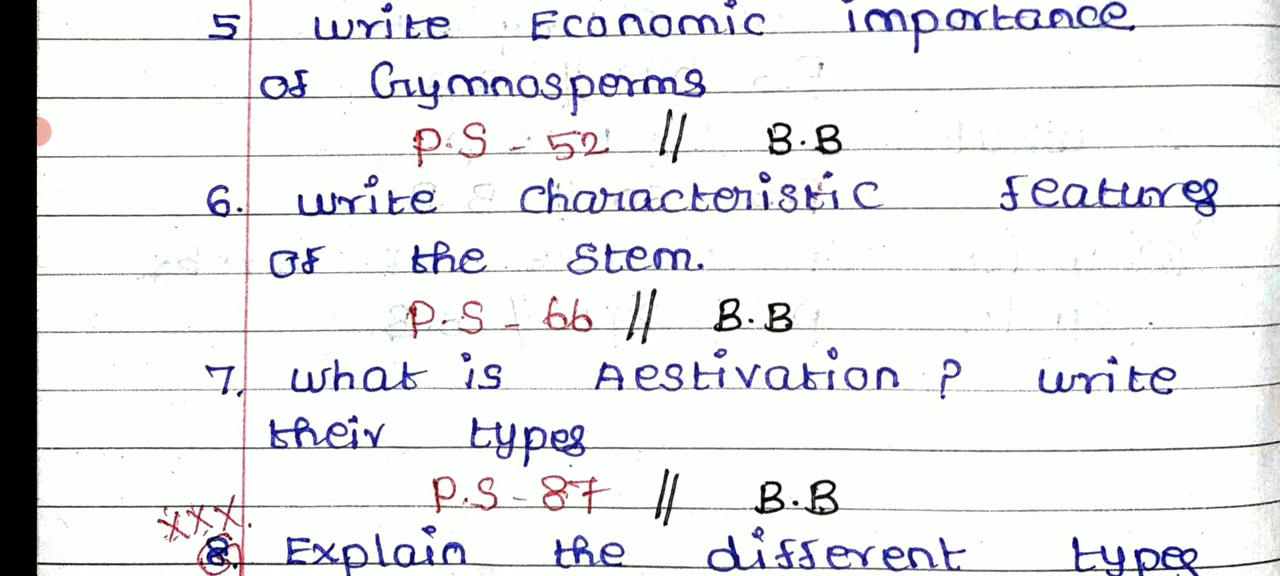 5 write Economic importance
of Gymnosperms
P.S - 52 // B.B
6. write characteristic features
of the Stem.
P.S - 66 // B.B
7. what is Aestivation ? write
their types
P.S - 87 // B.B
xxx.
8. Explain the different types